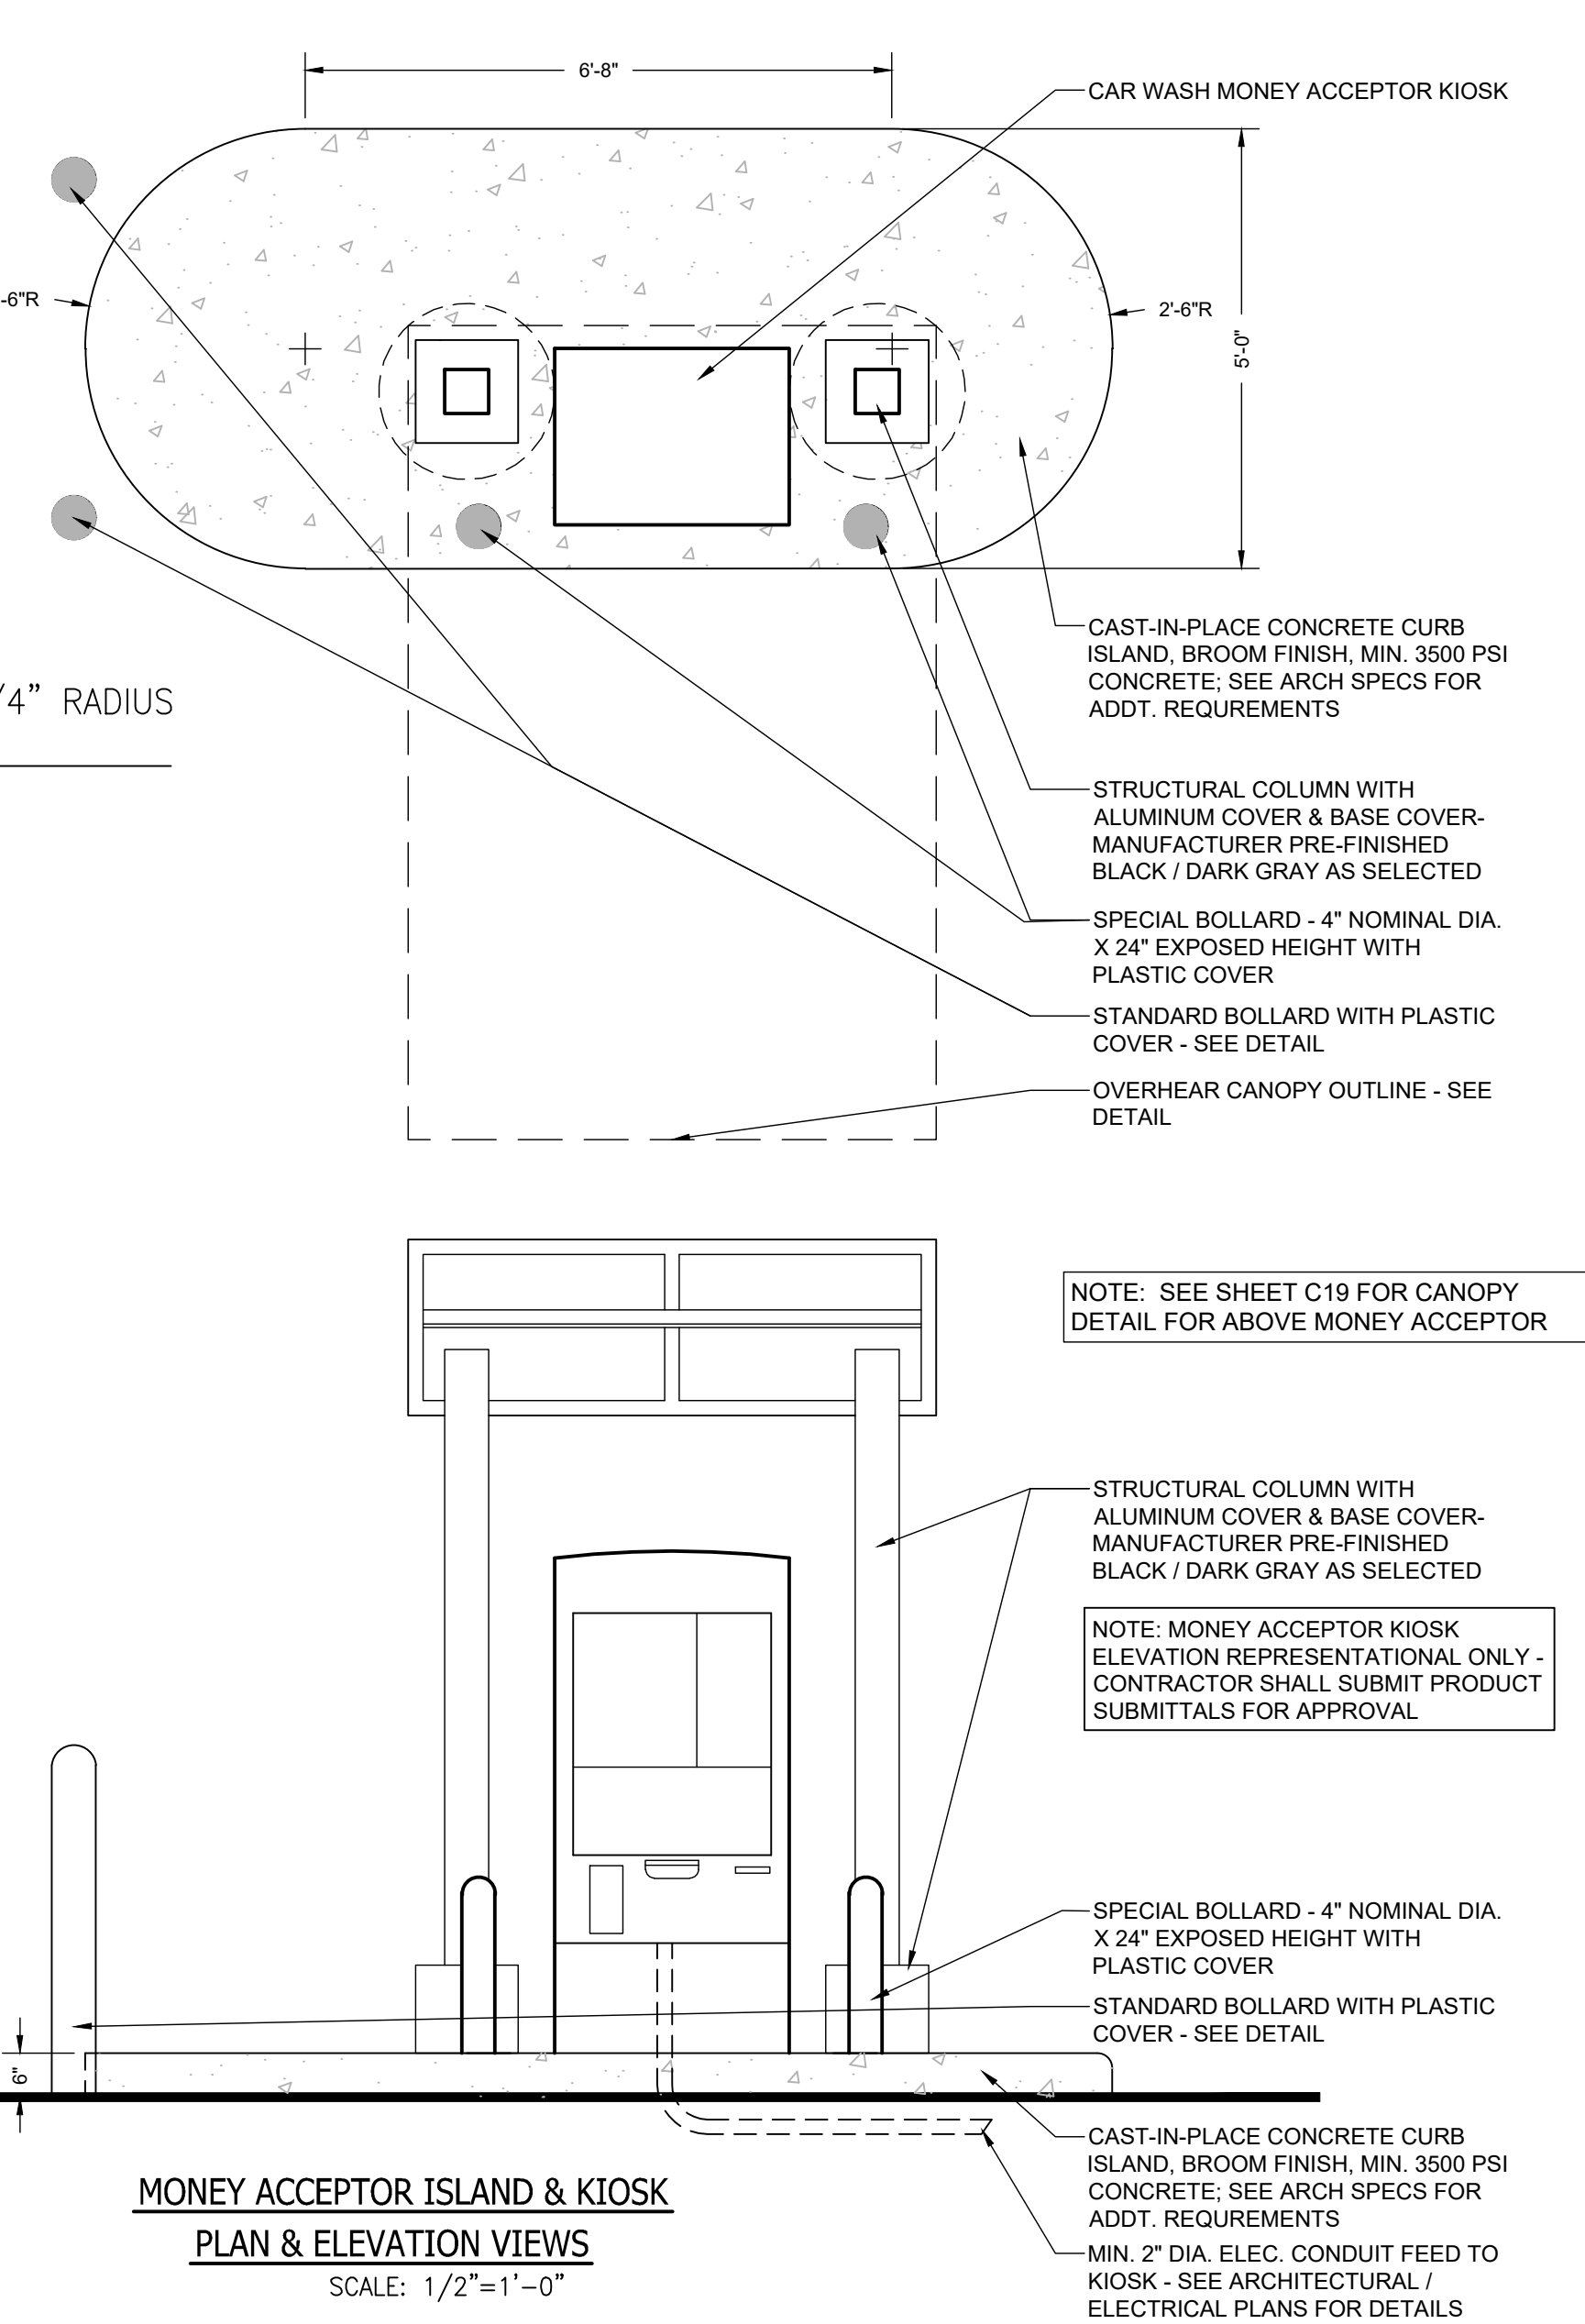 6'-8"
CAR WASH MONEY ACCEPTOR KIOSK
-6"R
2'-6"R
5'-0"
/4” RADIUS
CAST-IN-PLACE CONCRETE CURB
ISLAND, BROOM FINISH, MIN. 3500 PSI
CONCRETE; SEE ARCH SPECS FOR
ADDT. REQUREMENTS
STRUCTURAL COLUMN WITH
ALUMINUM COVER & BASE COVER-
MANUFACTURER PRE-FINISHED
BLACK / DARK GRAY AS SELECTED
SPECIAL BOLLARD - 4" NOMINAL DIA.
X 24" EXPOSED HEIGHT WITH
PLASTIC COVER
STANDARD BOLLARD WITH PLASTIC
COVER - SEE DETAIL
OVERHEAR CANOPY OUTLINE - SEE
DETAIL
NOTE: SEE SHEET C19 FOR CANOPY
DETAIL FOR ABOVE MONEY ACCEPTOR
STRUCTURAL COLUMN WITH
ALUMINUM COVER & BASE COVER-
MANUFACTURER PRE-FINISHED
BLACK / DARK GRAY AS SELECTED
NOTE: MONEY ACCEPTOR KIOSK
ELEVATION REPRESENTATIONAL ONLY -
CONTRACTOR SHALL SUBMIT PRODUCT
SUBMITTALS FOR APPROVAL
SPECIAL BOLLARD - 4" NOMINAL DIA.
X 24" EXPOSED HEIGHT WITH
PLASTIC COVER
STANDARD BOLLARD WITH PLASTIC
COVER - SEE DETAIL
6"
CAST-IN-PLACE CONCRETE CURB
ISLAND, BROOM FINISH, MIN. 3500 PSI
CONCRETE; SEE ARCH SPECS FOR
ADDT. REQUREMENTS
MIN. 2" DIA. ELEC. CONDUIT FEED TO
KIOSK - SEE ARCHITECTURAL /
ELECTRICAL PLANS FOR DETAILS
MONEY ACCEPTOR ISLAND & KIOSK
PLAN & ELEVATION VIEWS
SCALE: 1/2”=1’-0”